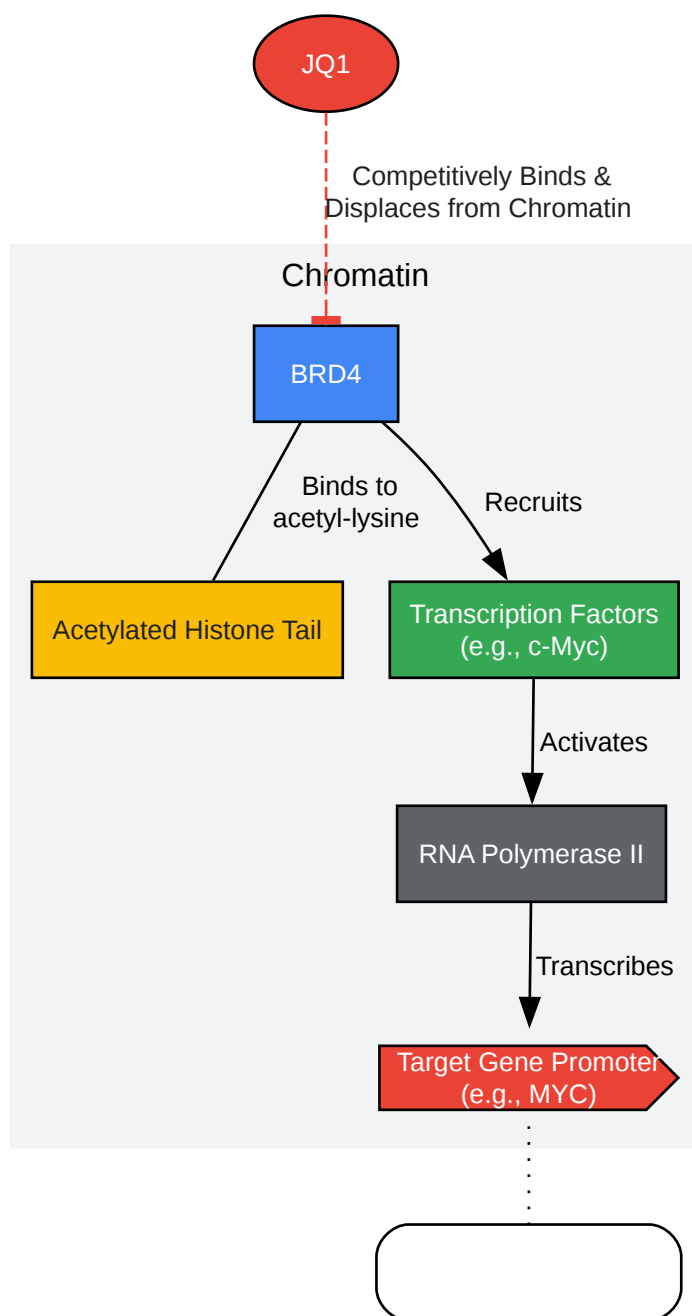 JQ1
Competitively Binds &
Displaces from Chromatin
Chromatin
BRD4
Binds to
acetyl-lysine
Recruits
Acetylated Histone Tail
Transcription Factors
(e.g., c-Myc)
Activates
RNA Polymerase II
Transcribes
Target Gene Promoter
(e.g., MYC)